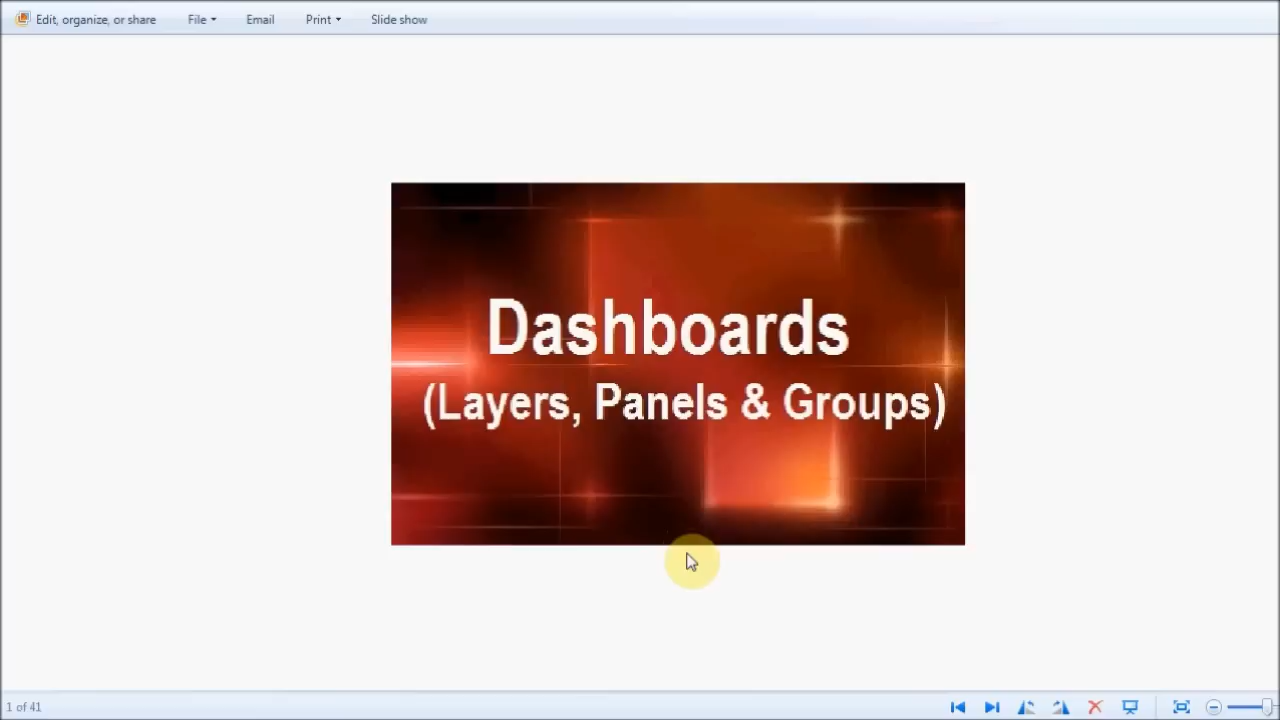 Edit, organize, or share File Email Print Slide show
Dashboards
(Layers, Panels & Groups)
1 of 41